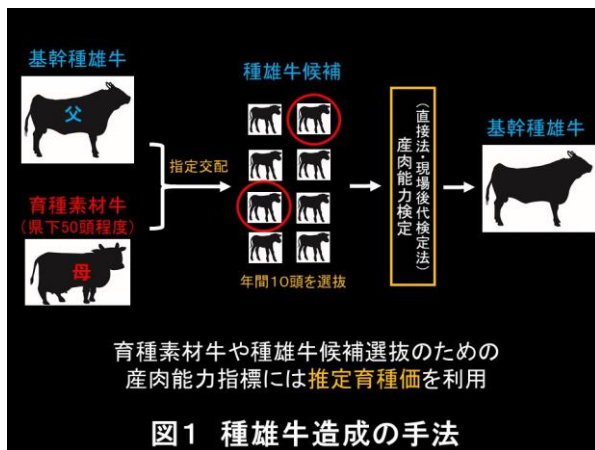 基幹種雄牛
父
育種素材牛
(県下50頭程度)
母
指定交配
種雄牛候補
年間10頭を選抜
産肉能力検定
(直接法・現場後代検定法)
基幹種雄牛
育種素材牛や種雄牛候補選抜のための
産肉能力指標には推定育種価を利用
図1 種雄牛造成の手法